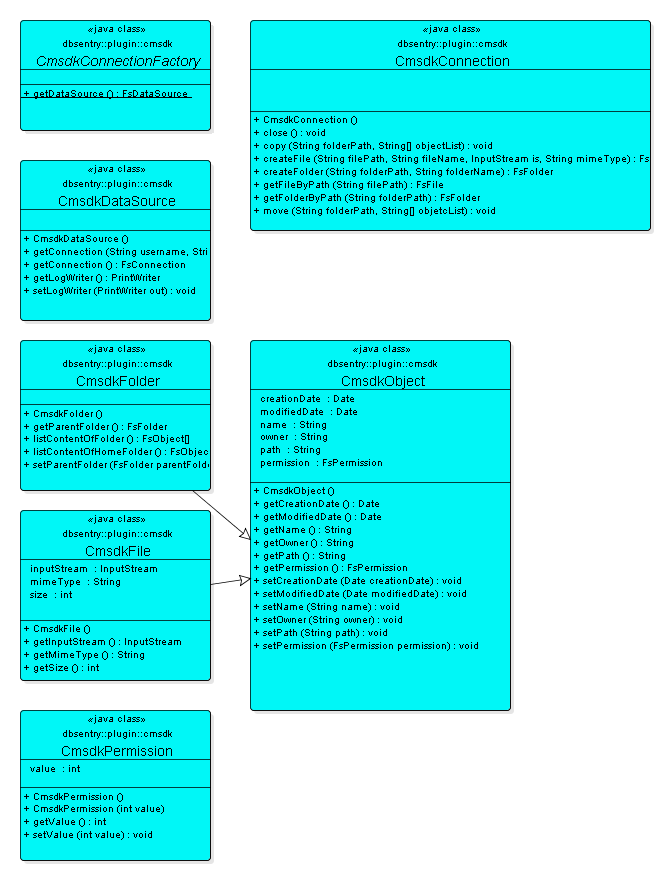 «java class»
dbsentry::plugin::cmsdk
CmsdkConnectionFactory
+ getDataSource () : FsDataSource
«java class»
dbsentry::plugin::cmsdk
CmsdkConnection
+ CmsdkConnection ()
+ close () : void
+ copy (String folderPath, String[] objectList) : void
+ createFile (String filePath, String fileName, InputStream is, String mimeType) : Fs
+ createFolder (String folderPath, String folderName) : FsFolder
+ getFileByPath (String filePath) : FsFile
+ getFolderByPath (String folderPath) : FsFolder
+ move (String folderPath, String[] objetcList) : void
«java class»
dbsentry::plugin::cmsdk
CmsdkDataSource
+ CmsdkDataSource ()
+ getConnection (String username, Stri
+ getConnection () : FsConnection
+ getLogWriter () : PrintWriter
+ setLogWriter (PrintWriter out) : void
«java class»
dbsentry::plugin::cmsdk
CmsdkFolder
+ CmsdkFolder ()
+ getParentFolder () : FsFolder
+ listContentOfFolder () : FsObject[]
+ listContentOfHomeFolder () : FsObjec
+ setParentFolder (FsFolder parentFolde
«java class»
dbsentry::plugin::cmsdk
CmsdkObject
creationDate : Date
modifiedDate : Date
name : String
owner : String
path : String
permission : FsPermission
+ CmsdkObject ()
+ getCreationDate () : Date
+ getModifiedDate () : Date
+ getName () : String
+ getOwner () : String
+ getPath () : String
+ getPermission () : FsPermission
+ setCreationDate (Date creationDate) : void
+ setModifiedDate (Date modifiedDate) : void
+ setName (String name) : void
+ setOwner (String owner) : void
+ setPath (String path) : void
+ setPermission (FsPermission permission) : void
«java class»
dbsentry::plugin::cmsdk
CmsdkFile
inputStream : InputStream
mimeType : String
size : int
+ CmsdkFile ()
+ getInputStream () : InputStream
+ getMimeType () : String
+ getSize () : int
«java class»
dbsentry::plugin::cmsdk
CmsdkPermission
value : int
+ CmsdkPermission ()
+ CmsdkPermission (int value)
+ getValue () : int
+ setValue (int value) : void